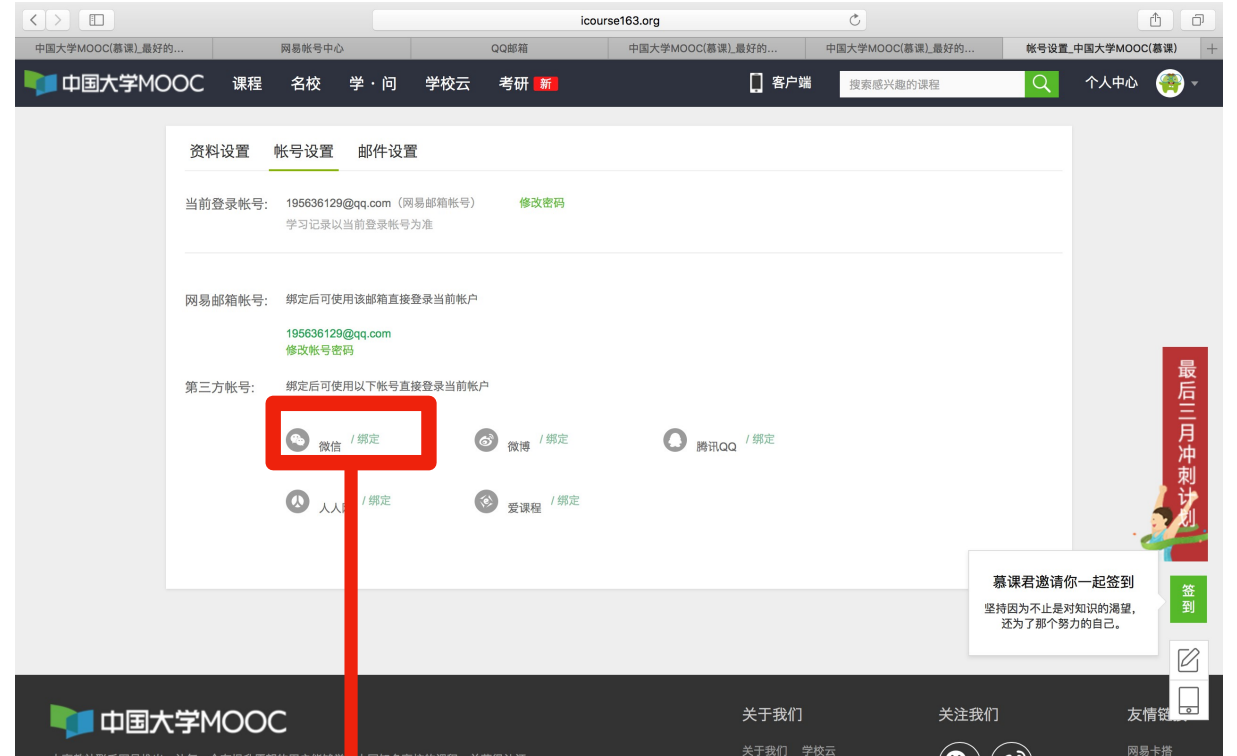 icourse163.org
中国大学MOOC(慕课)_最好的...
网易帐号中心
QQ邮箱
中国大学MOOC(慕课)_最好的...
中国大学MOOC(慕课)_最好的...
帐号设置_中国大学MOOC(慕课)
中国大学MOOC
课程
名校
学·问
学校云
考研 新
客户端
搜索感兴趣的课程
个人中心
资料设置
帐号设置
邮件设置
当前登录帐号:
195636129@qq.com（网易邮箱帐号）
修改密码
学习记录以当前登录帐号为准
网易邮箱帐号:
绑定后可使用该邮箱直接登录当前帐户
195636129@qq.com
修改帐号密码
第三方帐号:
绑定后可使用以下帐号直接登录当前帐户
微信 / 绑定
微博 / 绑定
腾讯QQ / 绑定
人人 / 绑定
爱课程 / 绑定
最后三月冲刺计划
慕课君邀请你一起签到
坚持因为不止是对知识的渴望，
还为了那个努力的自己。
签到
中国大学MOOC
关于我们
关注我们
友情链
关于我们
学校云
网易卡搭